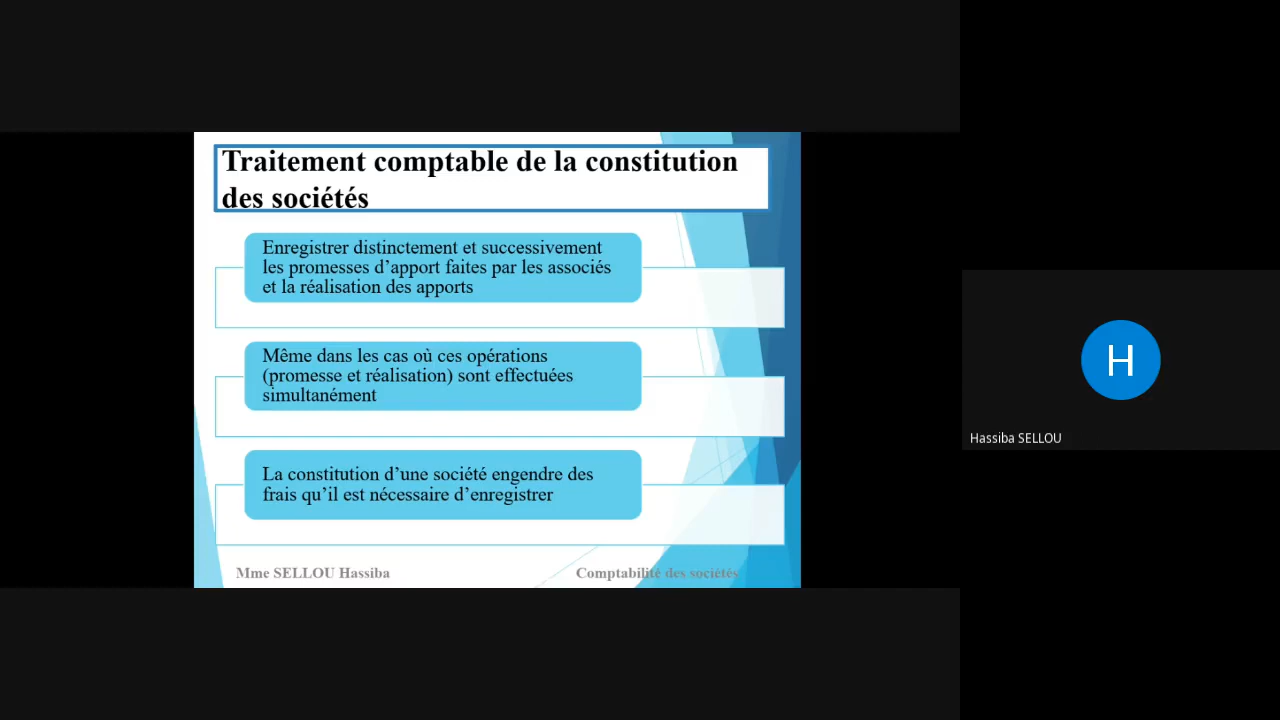 Traitement comptable de la constitution
des sociétés
Enregistrer distinctement et successivement
les promesses d’apport faites par les associés
et la réalisation des apports
Même dans les cas où ces opérations
(promesse et réalisation) sont effectuées
simultanément
La constitution d’une société engendre des
frais qu’il est nécessaire d’enregistrer
Mme SELLOU Hassiba
Comptabilité des sociétés
H
Hassiba SELLOU